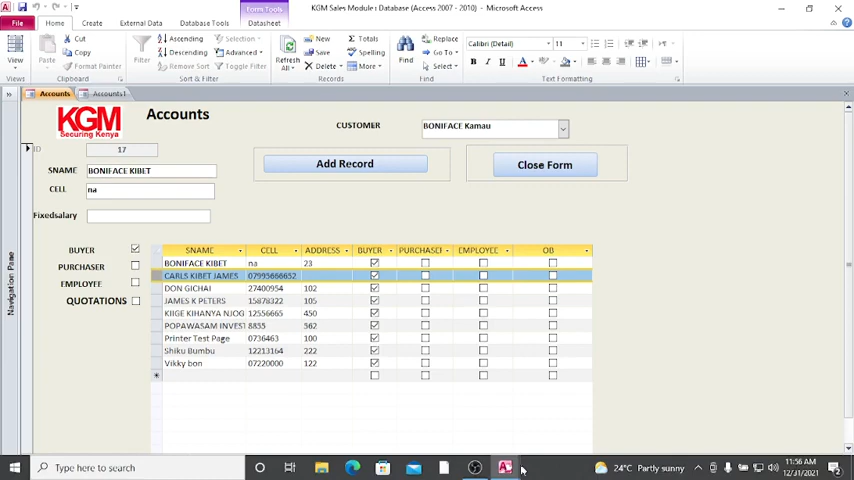 KGM Sales Module : Database (Access 2007 - 2010) - Microsoft Access
Form Tools
File
Home
Create
External Data
Database Tools
Datasheet
Views
Views
Paste
Cut
Copy
Format Painter
Clipboard
Filter
Ascending
Descending
Remove Sort
Selection
Advanced
Toggle Filter
Sort & Filter
Refresh
All
New
Save
Delete
Totals
Spelling
More
Records
Find
Replace
Go To
Select
Find
Calibri (Detail)
11
B I U
A
Text Formatting
Accounts
Accounts1
KGM
Securing Kenya
Accounts
CUSTOMER
BONIFACE Kamau
ID
17
SNAME
BONIFACE KIBET
CELL
na
Add Record
Close Form
Fixedsalary
BUYER
PURCHASER
EMPLOYEE
QUOTATIONS
SNAME CELL ADDRESS BUYER PURCHASER EMPLOYEE OB
BONIFACE KIBET na 23
CARLS KIBET JAMES 07995666652
DON GICHAI 27400954 102
JAMES K PETERS 15878322 105
KIIGE KIHANYA NJOG 12556665 450
POPAWASAM INVEST 8855 562
Printer Test Page 0736463 100
Shiku Bumbu 12213164 222
Vikky bon 07220000 122
Navigation Pane
Type here to search
24°C Partly sunny
11:56 AM
12/31/2021
2